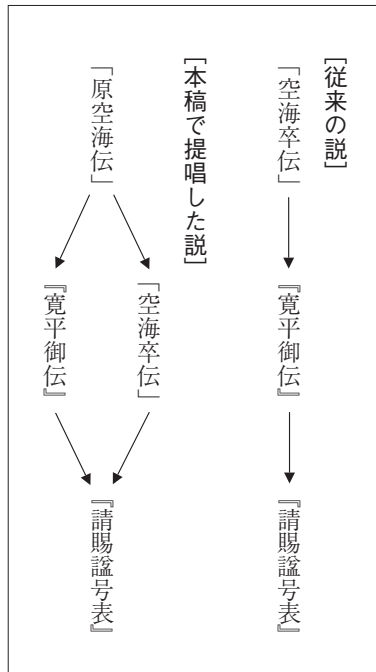 [従来の説]
「空海卒伝」
『寛平御伝』
『請賜諡号表』
[本稿で提唱した説]
「原空海伝」
「空海卒伝」
『寛平御伝』
『請賜諡号表』